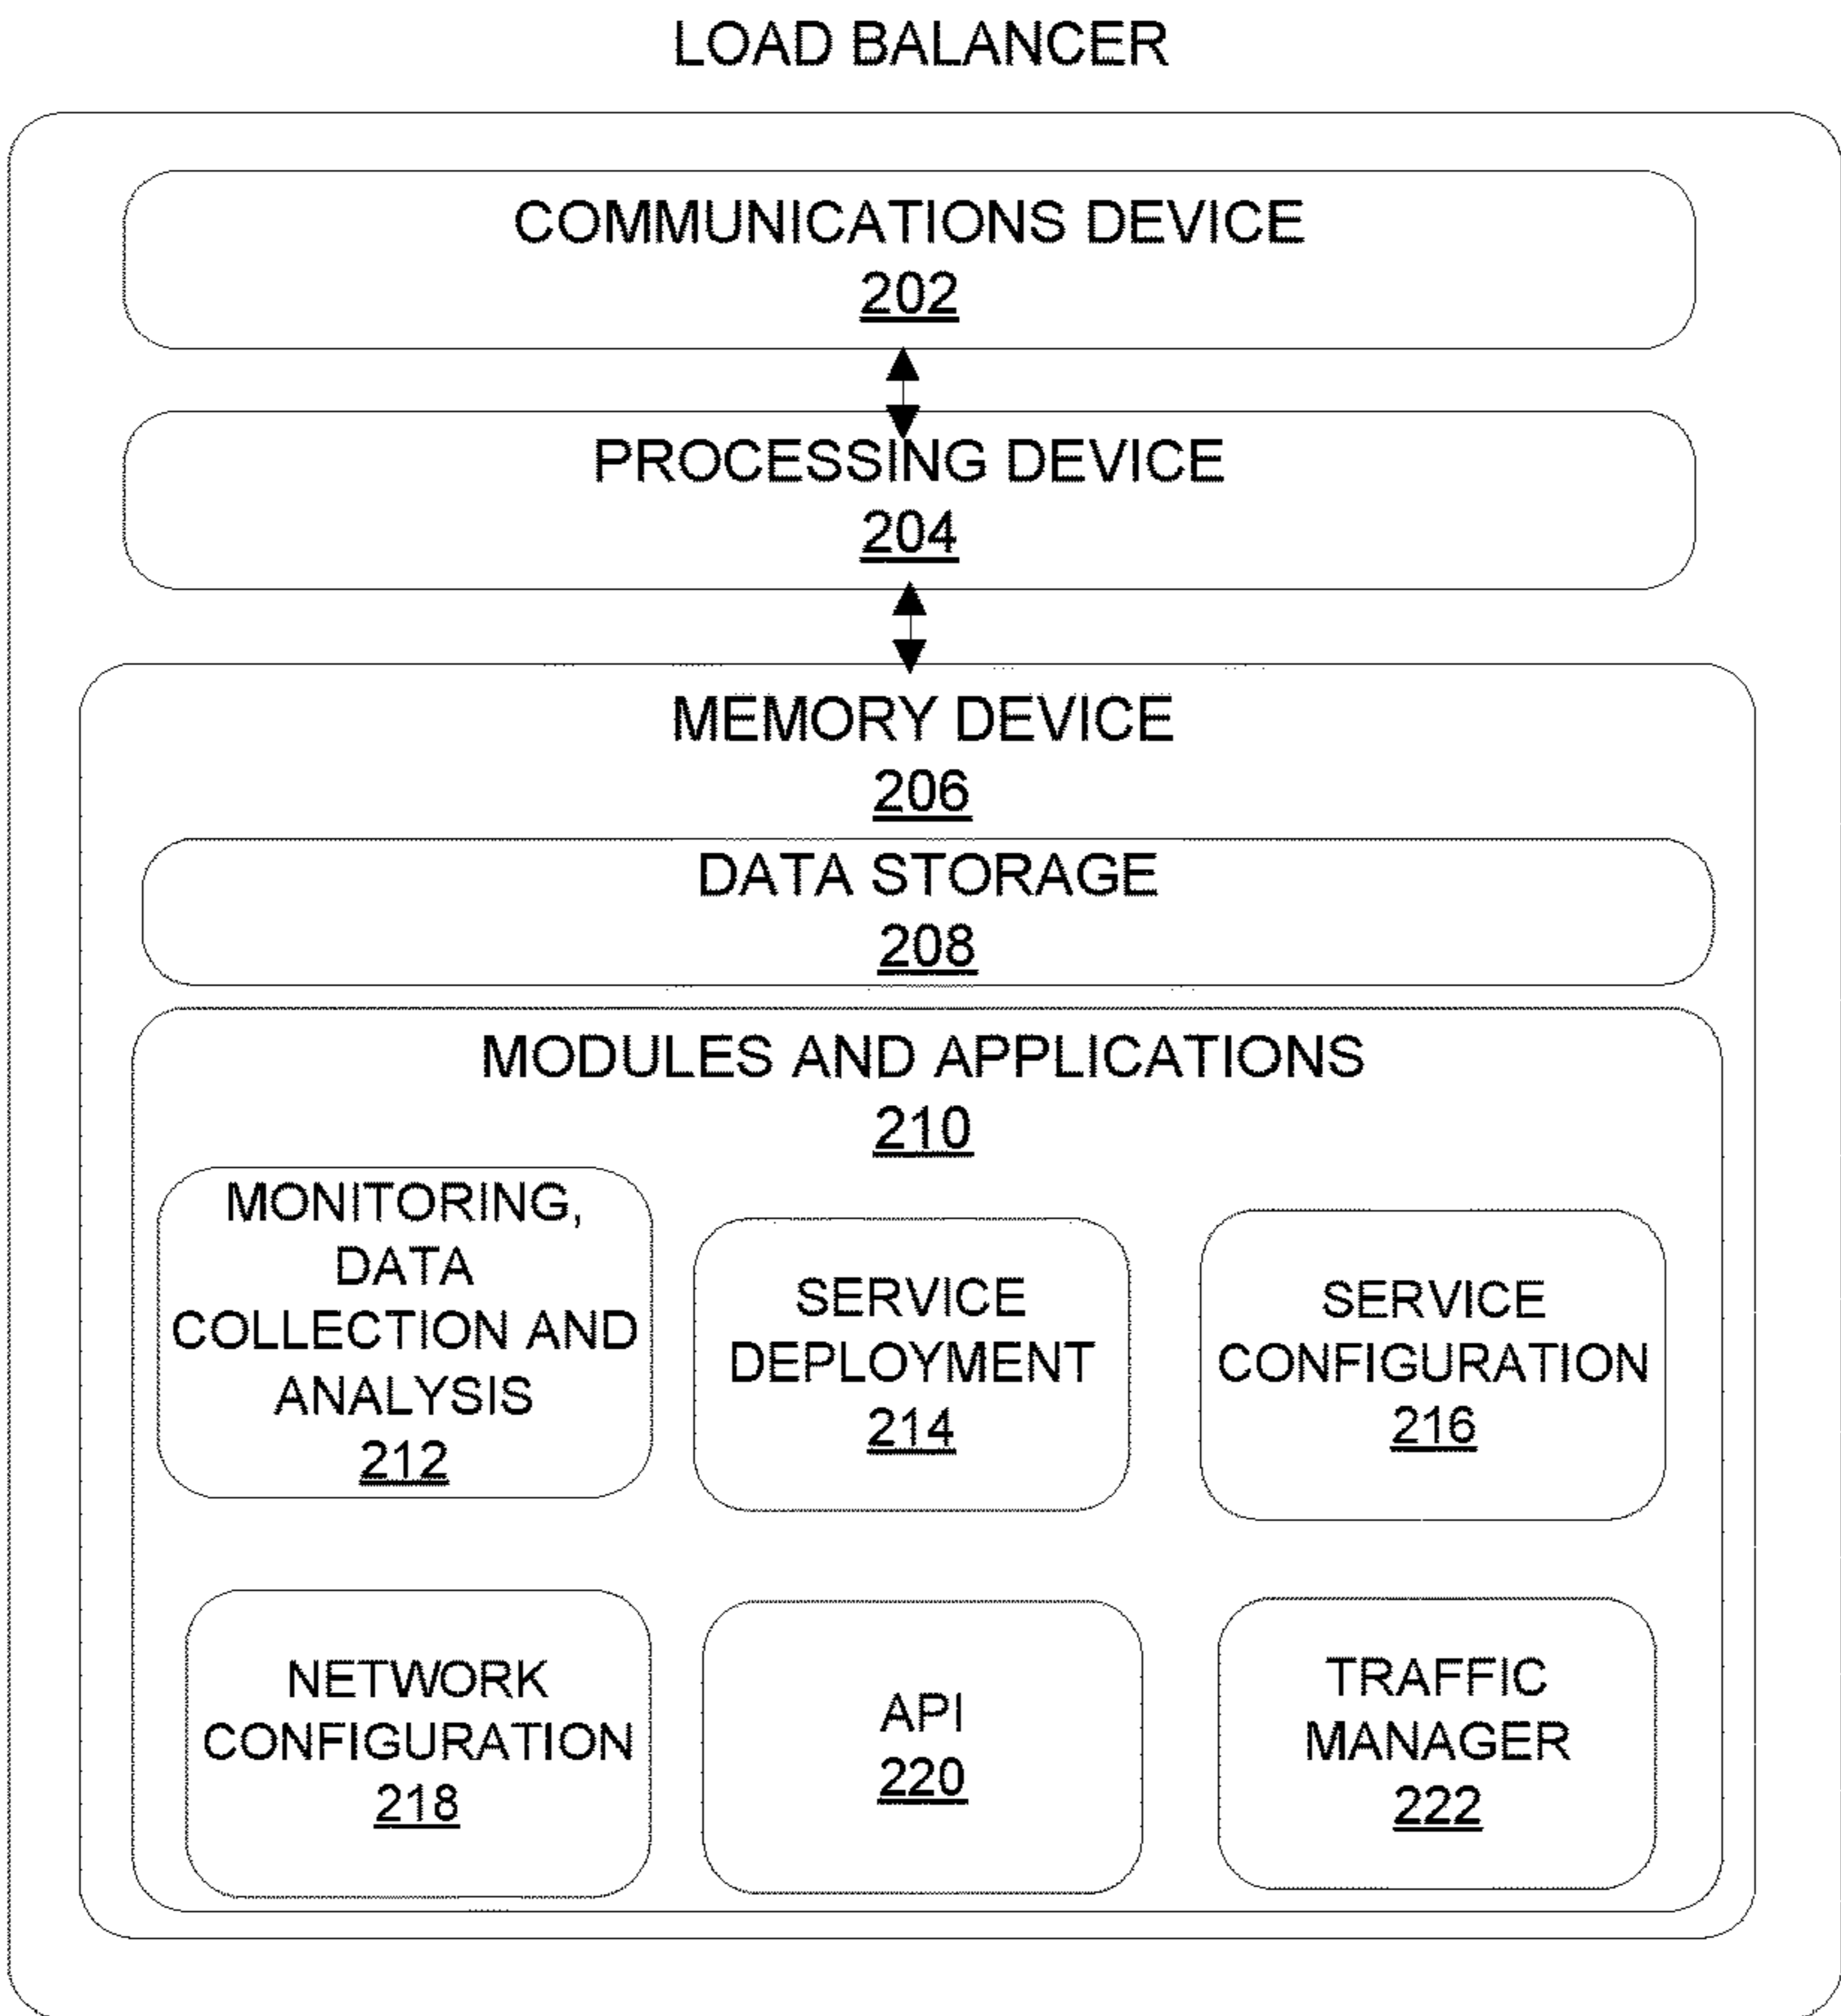 LOAD BALANCER
COMMUNICATIONS DEVICE
202
PROCESSING DEVICE
204
MEMORY DEVICE
206
DATA STORAGE
208
MODULES AND APPLICATIONS
210
MONITORING,
DATA
COLLECTION AND
ANALYSIS
212
SERVICE
DEPLOYMENT
214
SERVICE
CONFIGURATION
216
NETWORK
CONFIGURATION
218
API
220
TRAFFIC
MANAGER
222